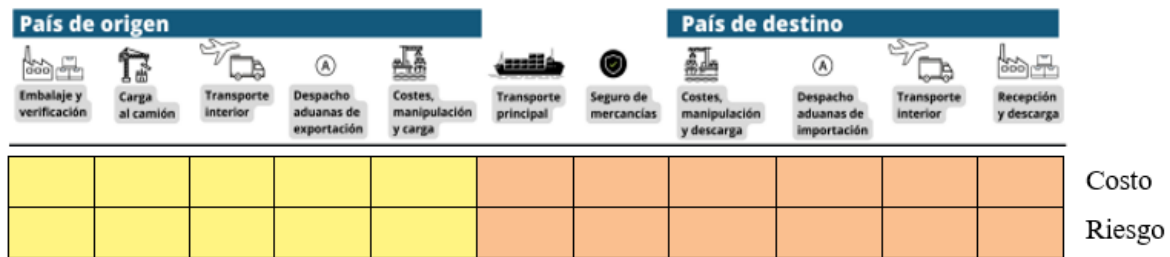 País de origen
País de destino
Embalaje y
verificación
Carga
al camión
Transporte
interior
A
Despacho
aduanas de
exportación
Costes,
manipulación
y carga
Transporte
principal
Seguro de
mercancías
Costes,
manipulación
y descarga
A
Despacho
aduanas de
importación
Transporte
interior
Recepción
y descarga
Costo
Riesgo